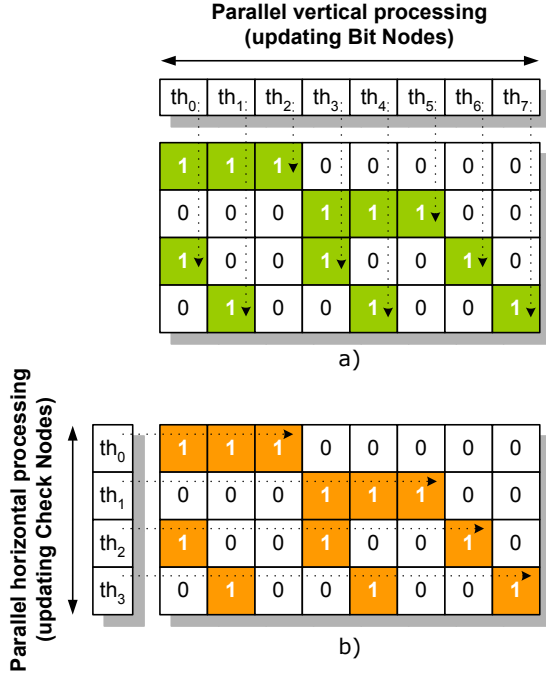 Parallel vertical processing
(updating Bit Nodes)
th0: th1: th2: th3: th4: th5: th6: th7:
1 1 1 0 0 0 0 0
0 0 0 1 1 1 0 0
1 0 0 1 0 0 1 0
0 1 0 0 1 0 0 1
a)
Parallel horizontal processing
(updating Check Nodes)
th0 1 1 1 0 0 0 0 0
th1 0 0 0 1 1 1 0 0
th2 1 0 0 1 0 0 1 0
th3 0 1 0 0 1 0 0 1
b)